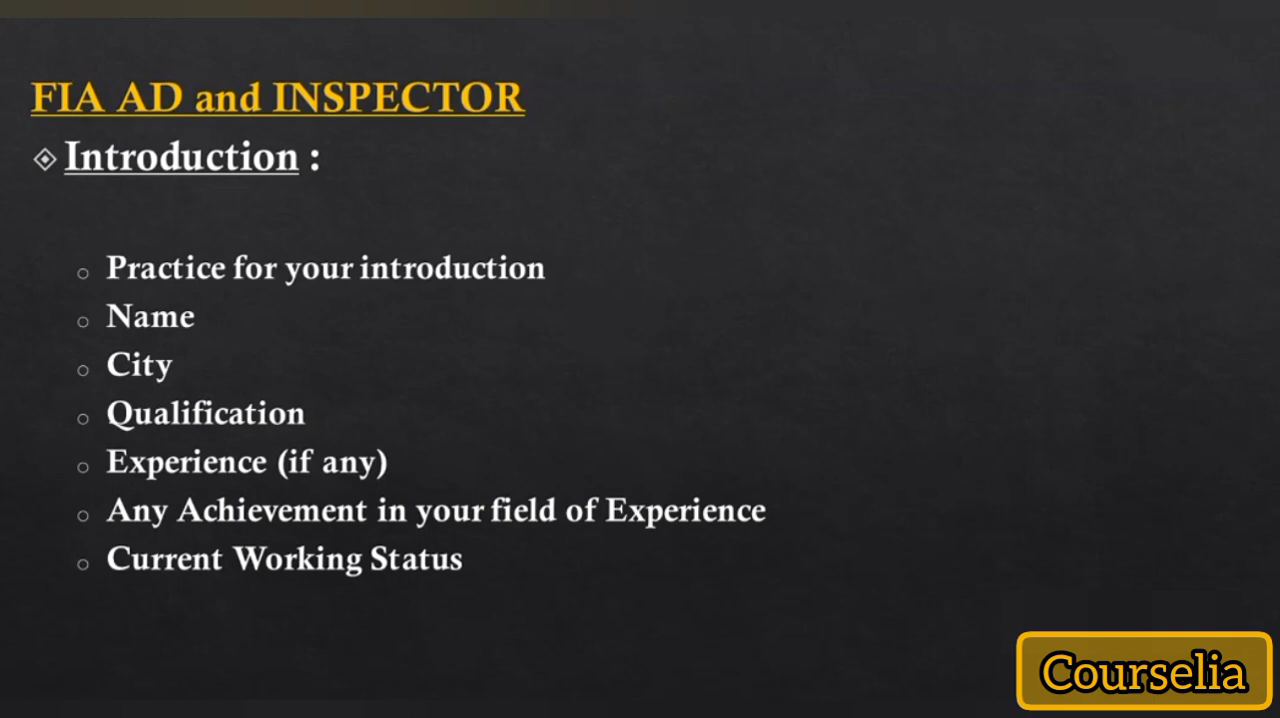 FIA AD and INSPECTOR
Introduction :
Practice for your introduction
Name
City
Qualification
Experience (if any)
Any Achievement in your field of Experience
Current Working Status
Courselia